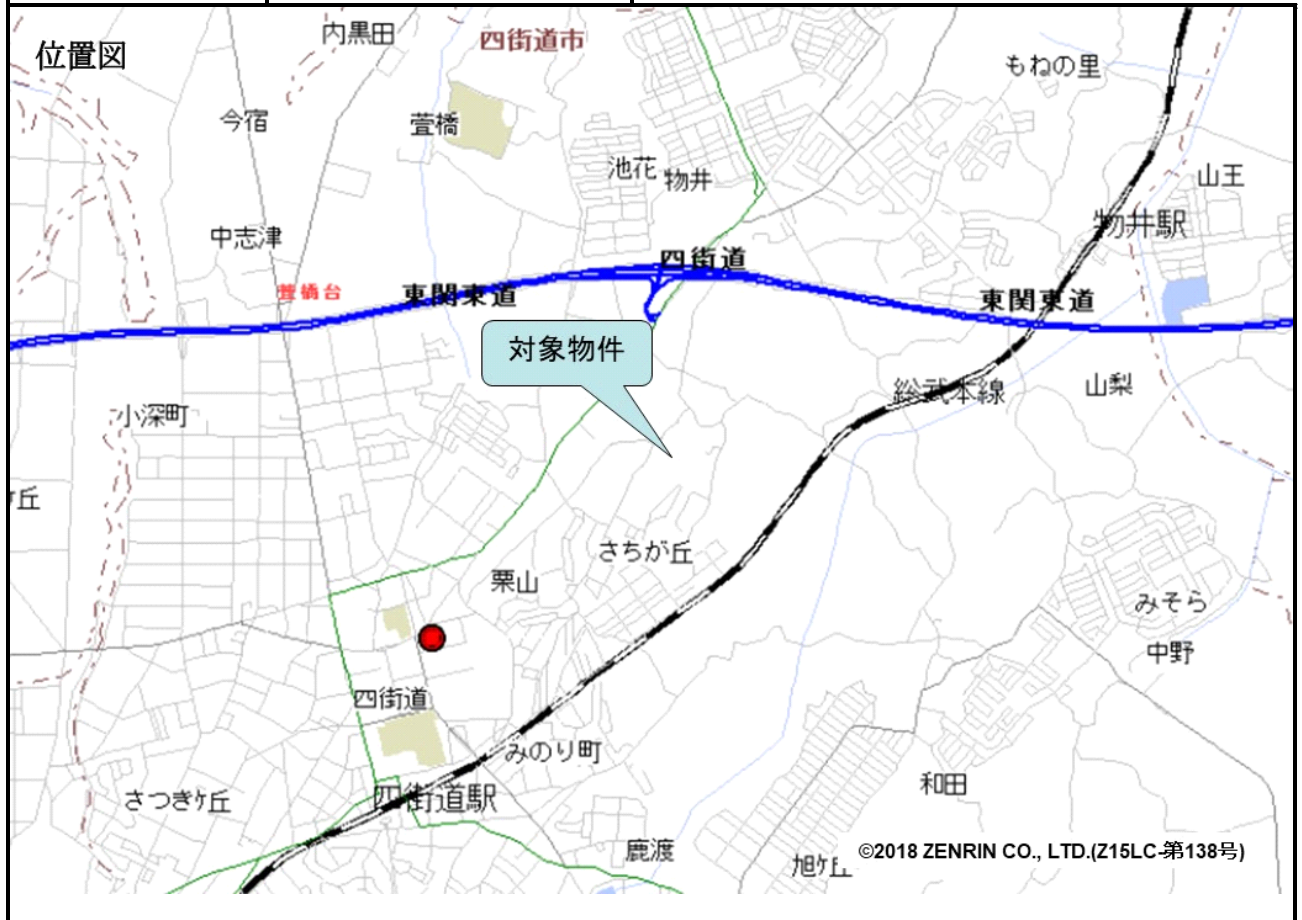 位置図
内黒田
四街道市
もねの里
今宿
萱橋
池花
物井
山王
中志津
物井駅
四街道
萱橋台
東関東道
東関東道
対象物件
総武本線
山梨
小深町
丘
さちが丘
栗山
みそら
中野
四街道
みのり町
さつきケ丘
四街道駅
和田
鹿渡
旭ケ丘
©2018 ZENRIN CO., LTD.(Z15LC-第138号)